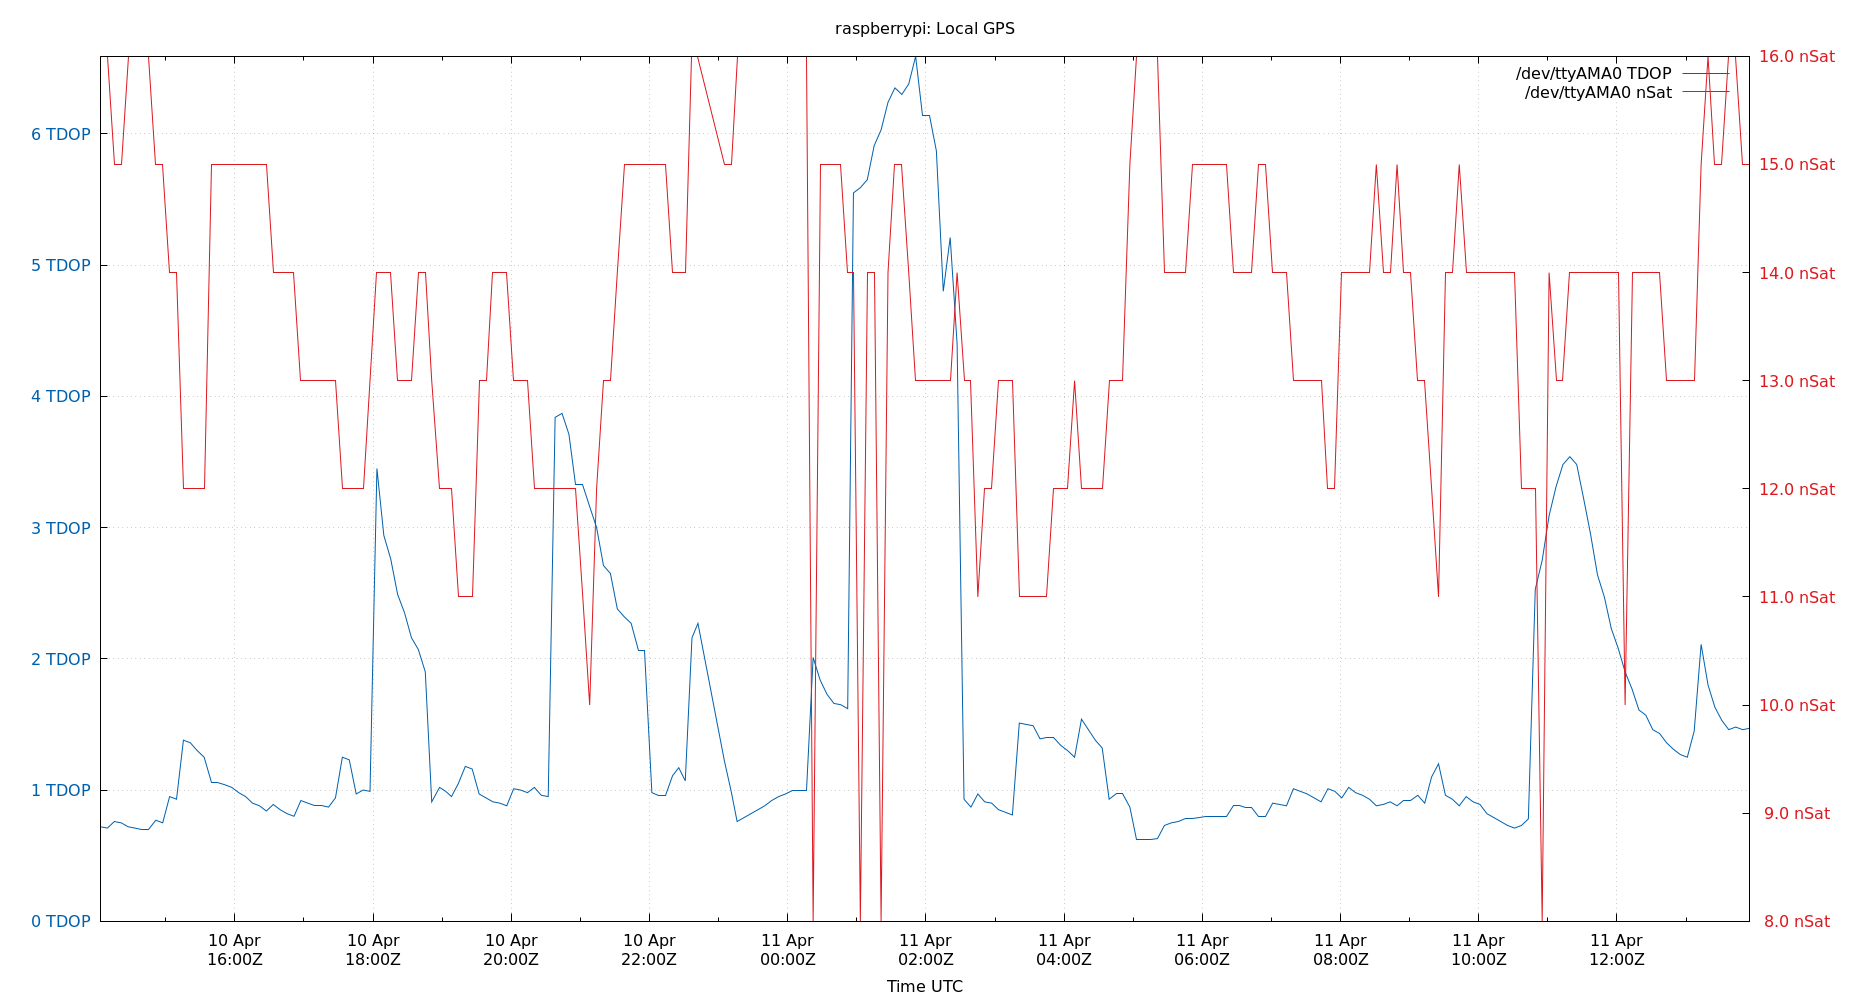 raspberrypi: Local GPS
/dev/ttyAMA0 TDOP
/dev/ttyAMA0 nSat
6 TDOP
5 TDOP
4 TDOP
3 TDOP
2 TDOP
1 TDOP
0 TDOP
16.0 nSat
15.0 nSat
14.0 nSat
13.0 nSat
12.0 nSat
11.0 nSat
10.0 nSat
9.0 nSat
8.0 nSat
10 Apr
16:00Z
10 Apr
18:00Z
10 Apr
20:00Z
10 Apr
22:00Z
11 Apr
00:00Z
11 Apr
02:00Z
11 Apr
04:00Z
11 Apr
06:00Z
11 Apr
08:00Z
11 Apr
10:00Z
11 Apr
12:00Z
Time UTC